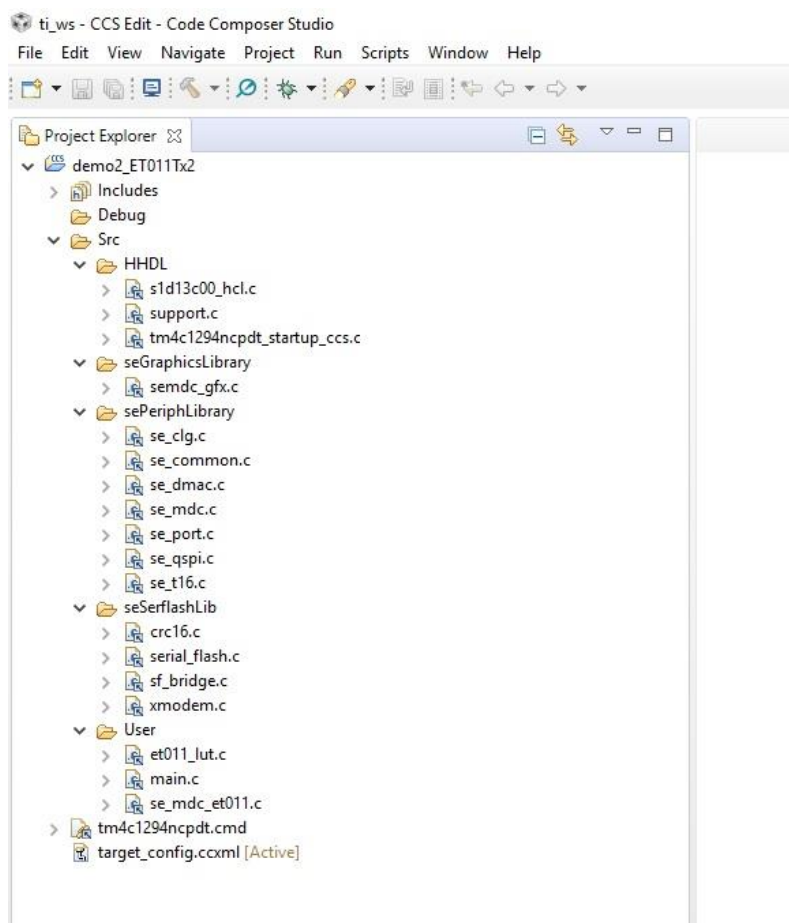 ti_ws - CCS Edit - Code Composer Studio
File Edit View Navigate Project Run Scripts Window Help
Project Explorer
demo2_ET011Tx2
Includes
Debug
Src
HHDL
s1d13c00_hcl.c
support.c
tm4c1294ncpdt_startup_ccs.c
seGraphicsLibrary
semdc_gfx.c
sePeriphLibrary
se_clg.c
se_common.c
se_dmac.c
se_mdc.c
se_port.c
se_qspi.c
se_t16.c
seSerflashLib
crc16.c
serial_flash.c
sf_bridge.c
xmodem.c
User
et011_lut.c
main.c
se_mdc_et011.c
tm4c1294ncpdt.cmd
target_config.ccxml [Active]